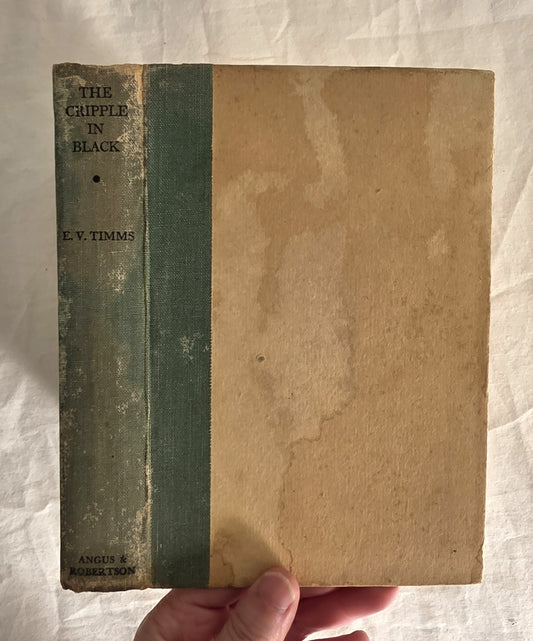 THE
CRIPPLE
IN
BLACK
E. V. TIMMS
ANGUS &
ROBERTSON